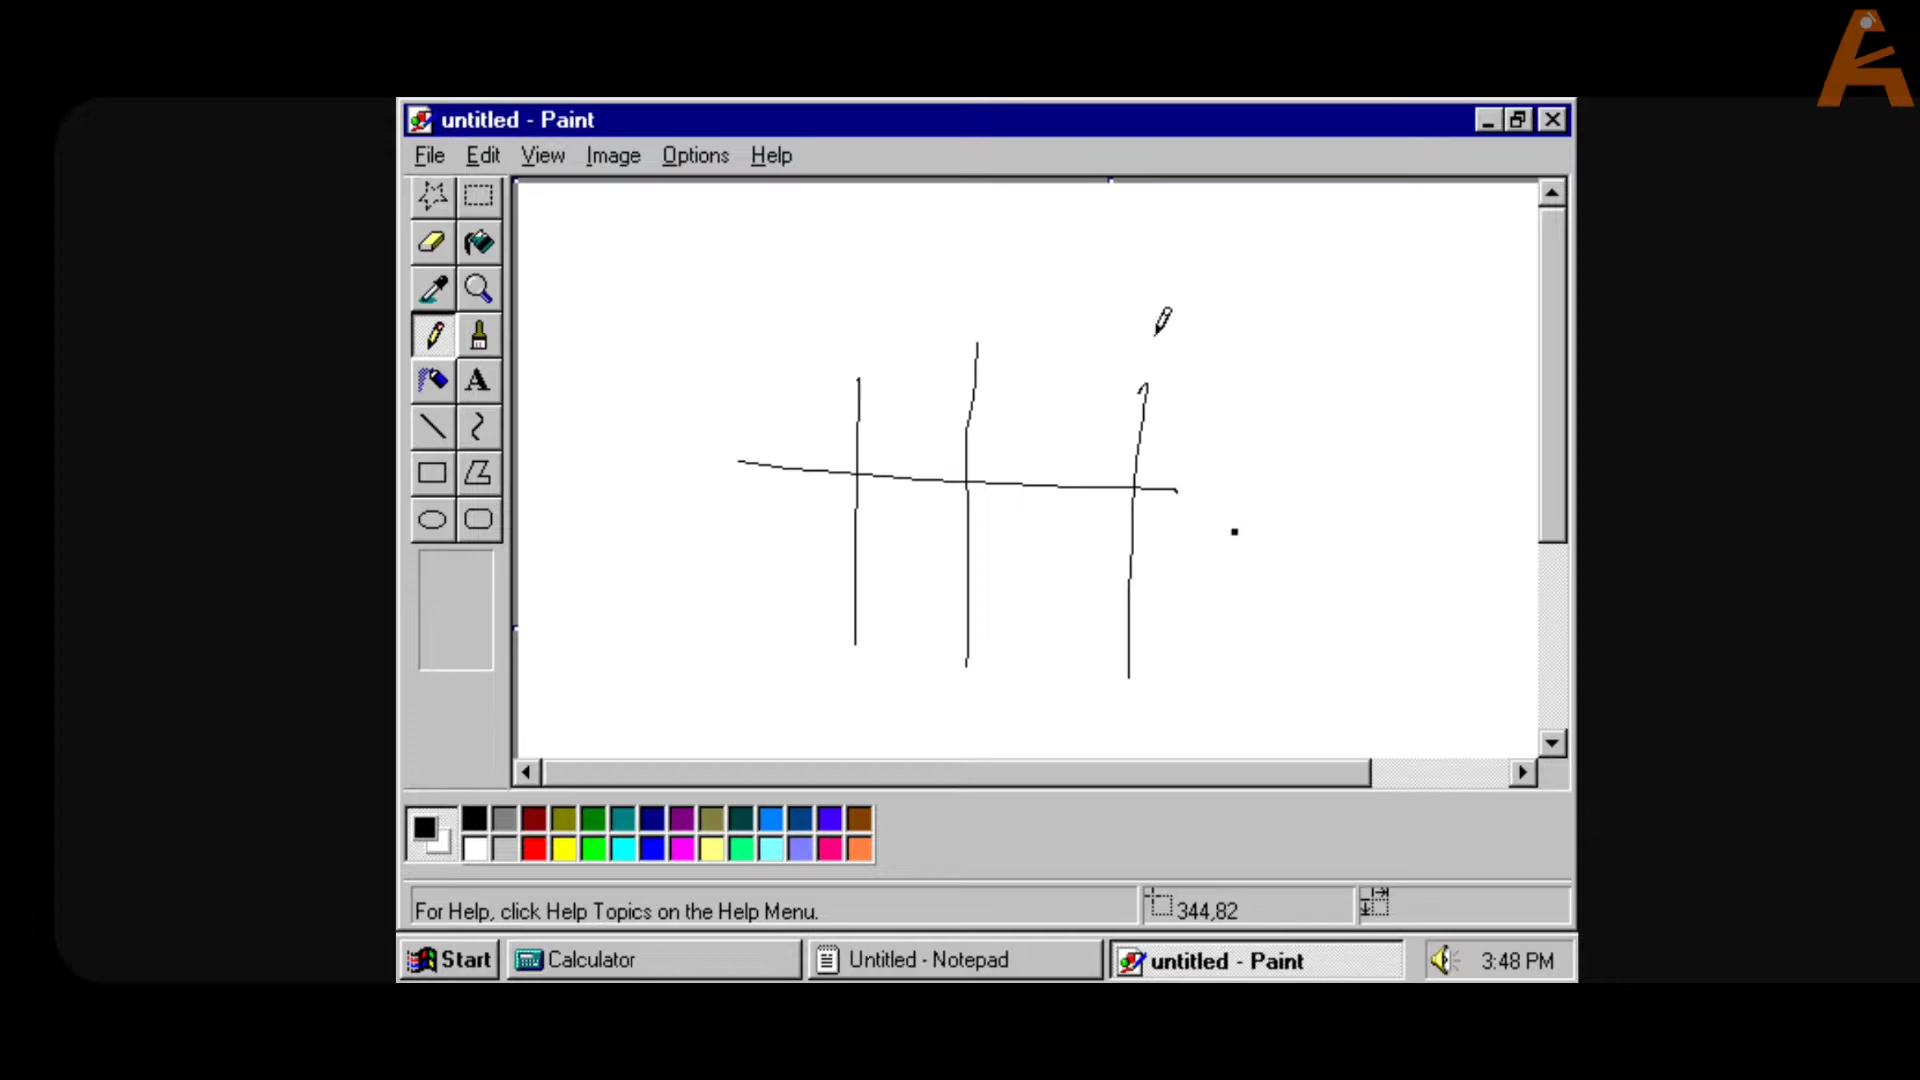 untitled - Paint
File Edit View Image Options Help
A
For Help, click Help Topics on the Help Menu.
344,82
Start
Calculator
Untitled - Notepad
untitled - Paint
3:48 PM